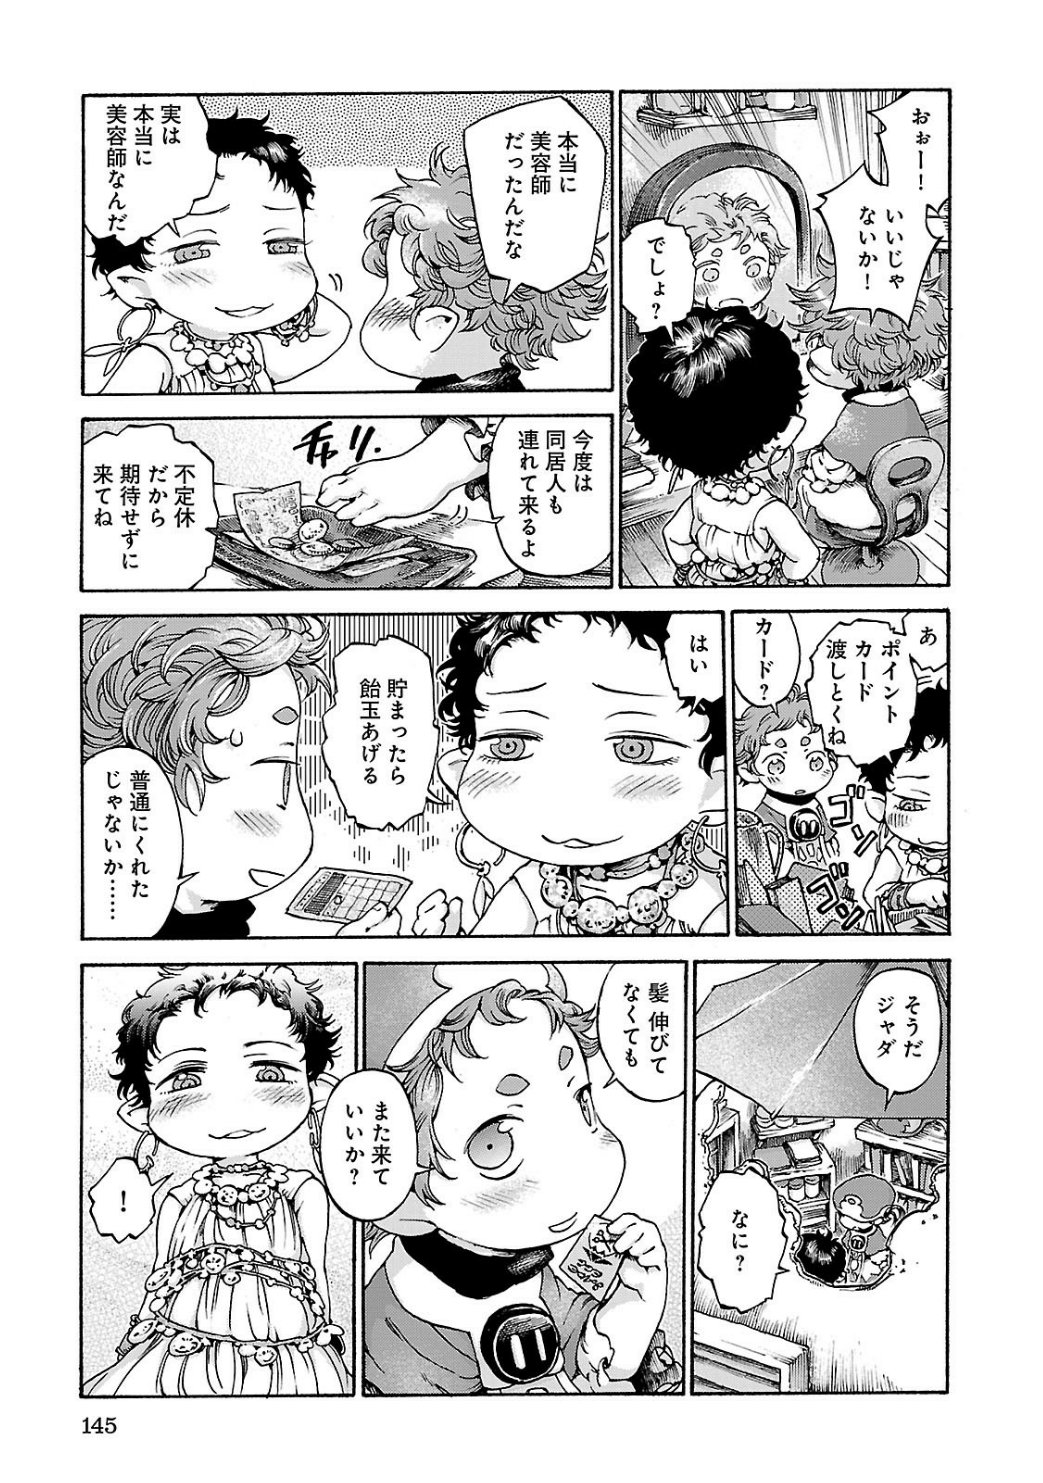 おぉー！
いいじゃ
ないか！
でしょ？
本当に
美容師
だったんだな
実は
本当に
美容師なんだ
今度は
同居人も
連れて来るよ
チャリ
不定休
だから
期待せずに
来てね
あ
ポイント
カード
渡しとくね
カード？
ゴソ
ゴソ
はい
貯まったら
飴玉あげる
普通にくれた
じゃないか……
そうだ
ジャダ
なに？
髪伸びて
なくても
また来て
いいか？
！
145